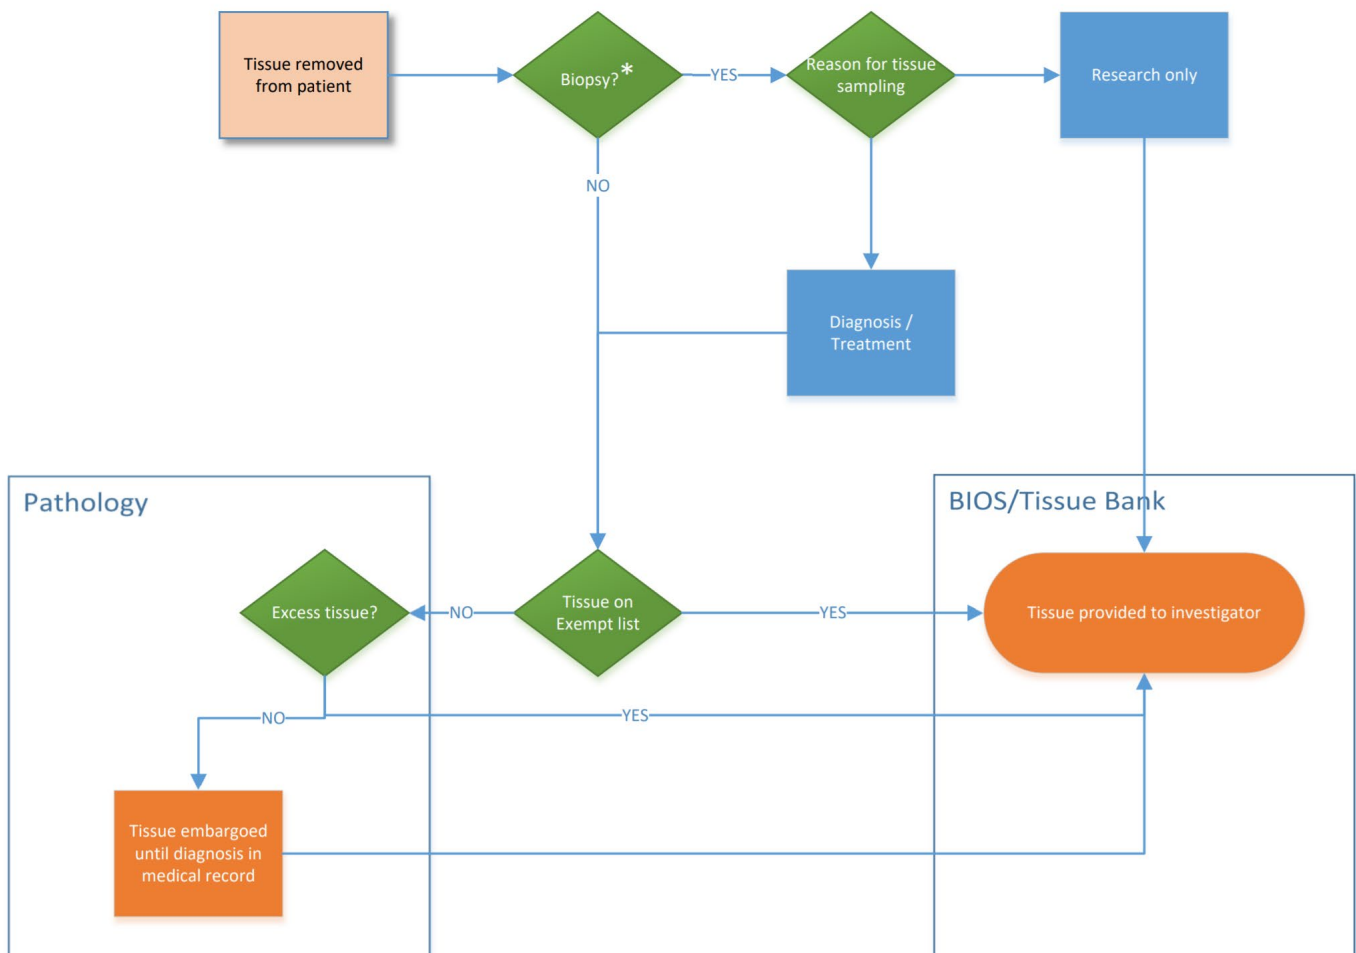 Tissue removed
from patient
Biopsy?*
YES
Reason for tissue
sampling
Research only
NO
Diagnosis /
Treatment
Pathology
BIOS/Tissue Bank
Excess tissue?
NO
Tissue on
Exempt list
YES
Tissue provided to investigator
NO
YES
Tissue embargoed
until diagnosis in
medical record